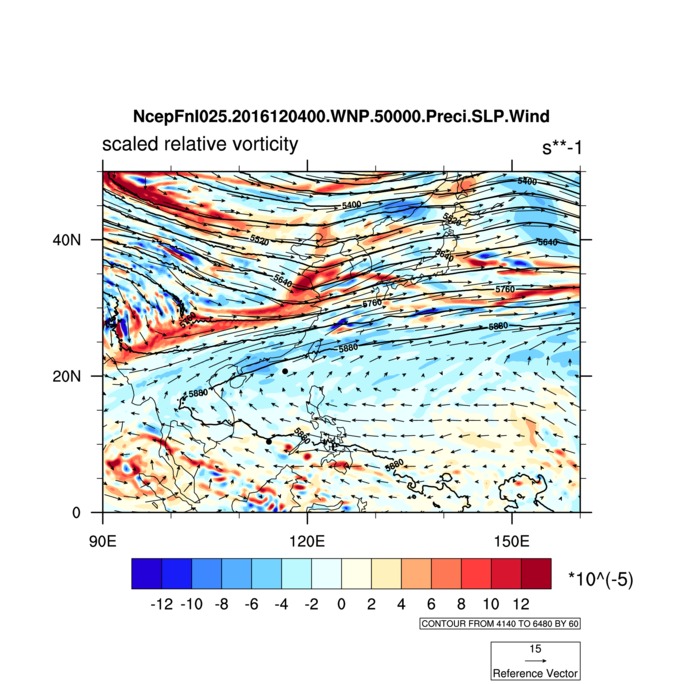 NcepFnl025.2016120400.WNP.50000.Preci.SLP.Wind
scaled relative vorticity s**-1
5400
5400
5520
5520
40N
5640
5640
5640
5760
5760
5880
5880
20N
5880
5880
5880
0
90E 120E 150E
*10^(-5)
-12 -10 -8 -6 -4 -2 0 2 4 6 8 10 12
CONTOUR FROM 4140 TO 6480 BY 60
15
Reference Vector